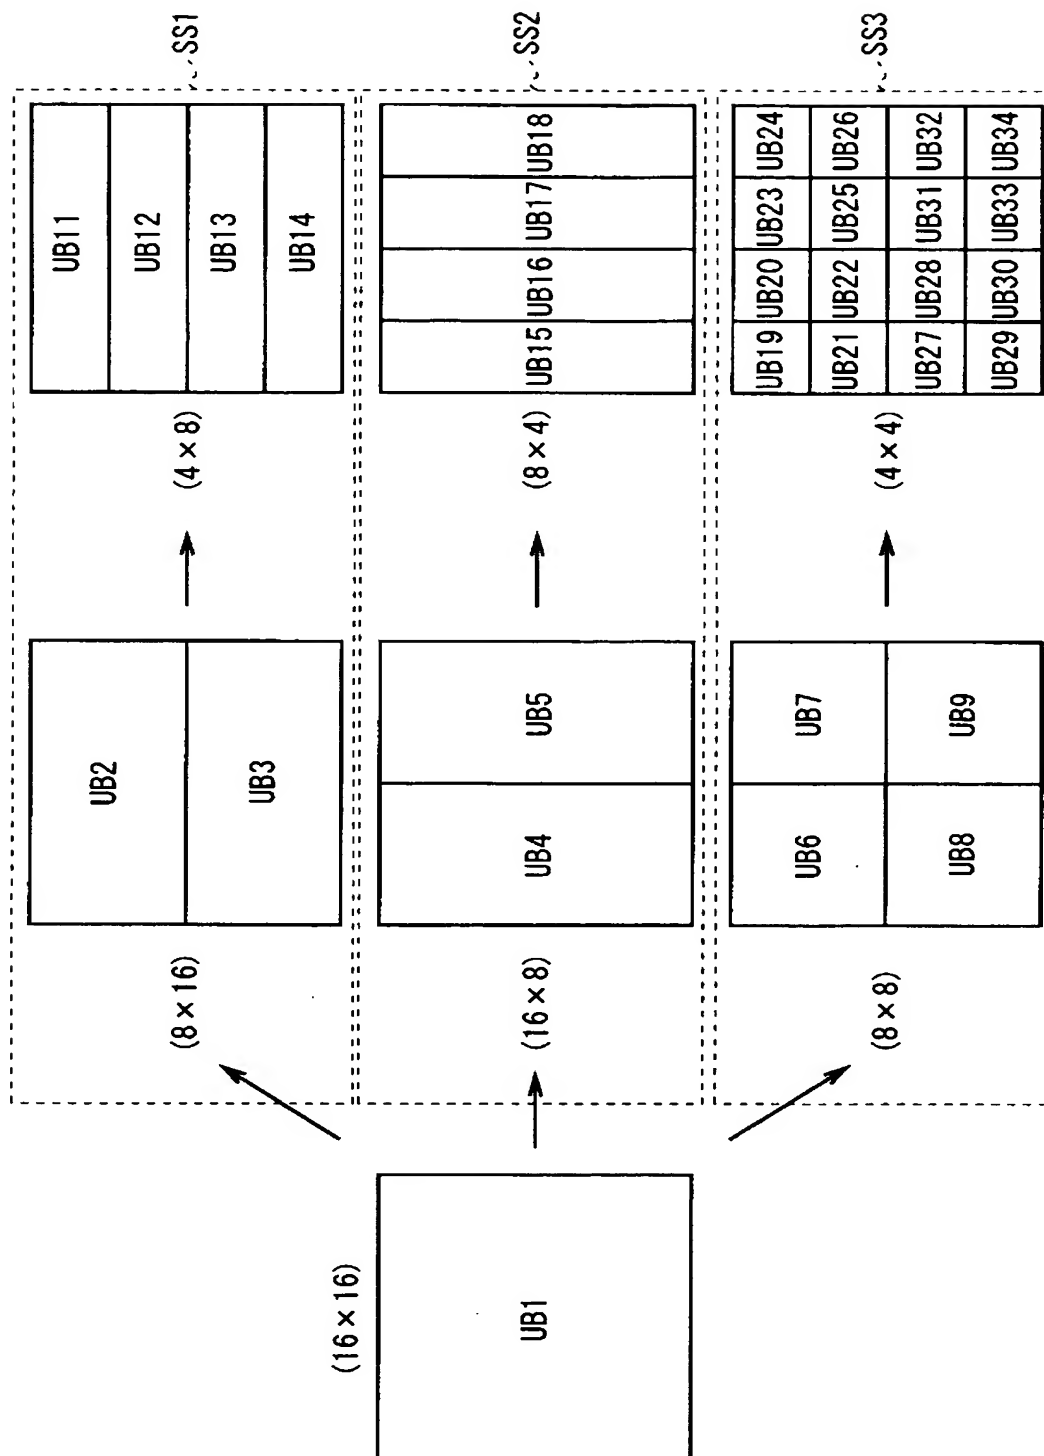 (16×16)
UB1
(8×16)
UB2
UB3
(4×8)
UB11
UB12
UB13
UB14
SS1
(16×8)
UB4 UB5
(8×4)
UB15 UB16 UB17 UB18
SS2
(8×8)
UB6 UB7
UB8 UB9
(4×4)
UB19 UB20 UB23 UB24
UB21 UB22 UB25 UB26
UB27 UB28 UB31 UB32
UB29 UB30 UB33 UB34
SS3